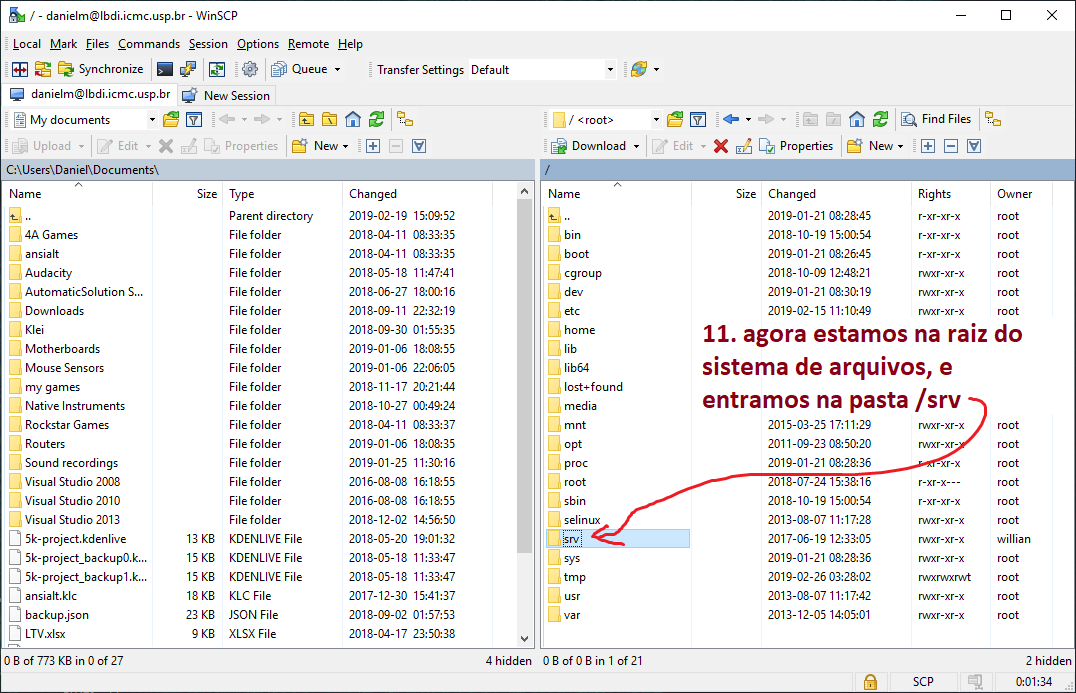 / - danielm@lbdi.icmc.usp.br - WinSCP
Local Mark Files Commands Session Options Remote Help
Synchronize Queue Transfer Settings Default
danielm@lbdi.icmc.usp.br New Session
My documents / <root> Find Files
Upload Edit Properties New Download Edit Properties New
C:\Users\Daniel\Documents\ /
Name Size Type Changed Name Size Changed Rights Owner
.. Parent directory 2019-02-19 15:09:52 .. 2019-01-21 08:28:45 r-xr-xr-x root
4A Games File folder 2018-04-11 08:33:35 bin 2018-10-19 15:00:54 r-xr-xr-x root
ansialt File folder 2018-04-11 08:33:35 boot 2019-01-21 08:26:45 r-xr-xr-x root
Audacity File folder 2018-05-18 11:47:41 cgroup 2018-10-09 12:48:21 rwxr-xr-x root
AutomaticSolution S... File folder 2018-06-27 18:00:16 dev 2019-01-21 08:30:19 rwxr-xr-x root
Downloads File folder 2018-09-11 22:32:19 etc 2019-02-15 11:10:49 rwxr-xr-x root
Klei File folder 2018-09-30 01:55:35 home
11. agora estamos na raiz do
Motherboards File folder 2019-01-06 18:08:55 lib
Mouse Sensors File folder 2019-01-06 22:06:05 lib64
sistema de arquivos, e
my games File folder 2018-11-17 20:21:44 lost+found
Native Instruments File folder 2018-10-27 00:49:24 media
entramos na pasta /srv
Rockstar Games File folder 2018-04-11 08:33:37 mnt 2015-03-25 17:11:29 rwxr-xr-x root
Routers File folder 2019-01-06 18:08:35 opt 2011-09-23 08:50:20 rwxr-xr-x root
Sound recordings File folder 2019-01-25 11:30:16 proc 2019-01-21 08:28:36 r-xr-xr-x root
Visual Studio 2008 File folder 2016-08-08 16:18:55 root 2018-07-24 15:38:16 r-xr-x--- root
Visual Studio 2010 File folder 2016-08-08 16:18:55 sbin 2018-10-19 15:00:54 r-xr-xr-x root
Visual Studio 2013 File folder 2018-12-02 14:56:50 selinux 2013-08-07 11:17:28 rwxr-xr-x root
5k-project.kdenlive 13 KB KDENLIVE File 2018-05-20 19:01:32 srv 2017-06-19 12:33:05 rwxr-xr-x willian
5k-project_backup0.k... 15 KB KDENLIVE File 2018-05-18 11:33:47 sys 2019-01-21 08:28:36 rwxr-xr-x root
5k-project_backup1.k... 15 KB KDENLIVE File 2018-05-18 11:33:47 tmp 2019-02-26 03:28:02 rwxrwxrwt root
ansialt.klc 18 KB KLC File 2017-12-30 15:41:37 usr 2013-08-07 11:17:42 rwxr-xr-x root
backup.json 23 KB JSON File 2018-09-02 01:57:53 var 2013-12-05 14:05:01 rwxr-xr-x root
LTV.xlsx 9 KB XLSX File 2018-04-17 23:50:38
0 B of 773 KB in 0 of 27 4 hidden 0 B of 0 B in 1 of 21 2 hidden
SCP 0:01:34